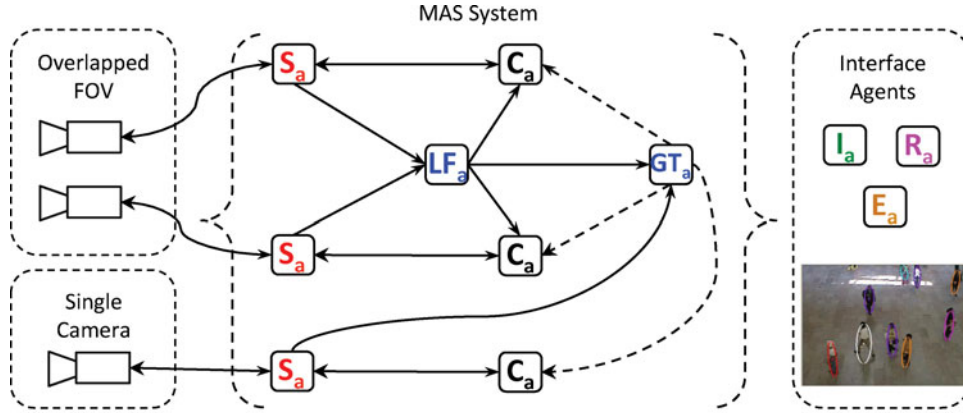 MAS System
Overlapped
FOV
Single
Camera
Sa
Ca
LFa
GTa
Sa
Ca
Sa
Ca
Interface
Agents
Ia
Ra
Ea